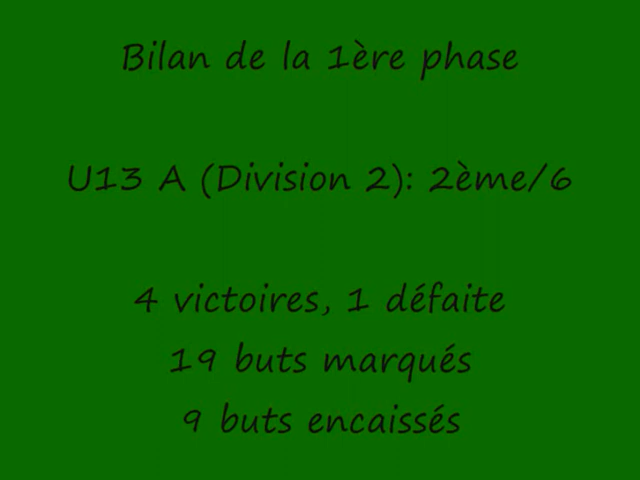 Bilan de la 1ère phase
U13 A (Division 2): 2ème/6
4 victoires, 1 défaite
19 buts marqués
9 buts encaissés